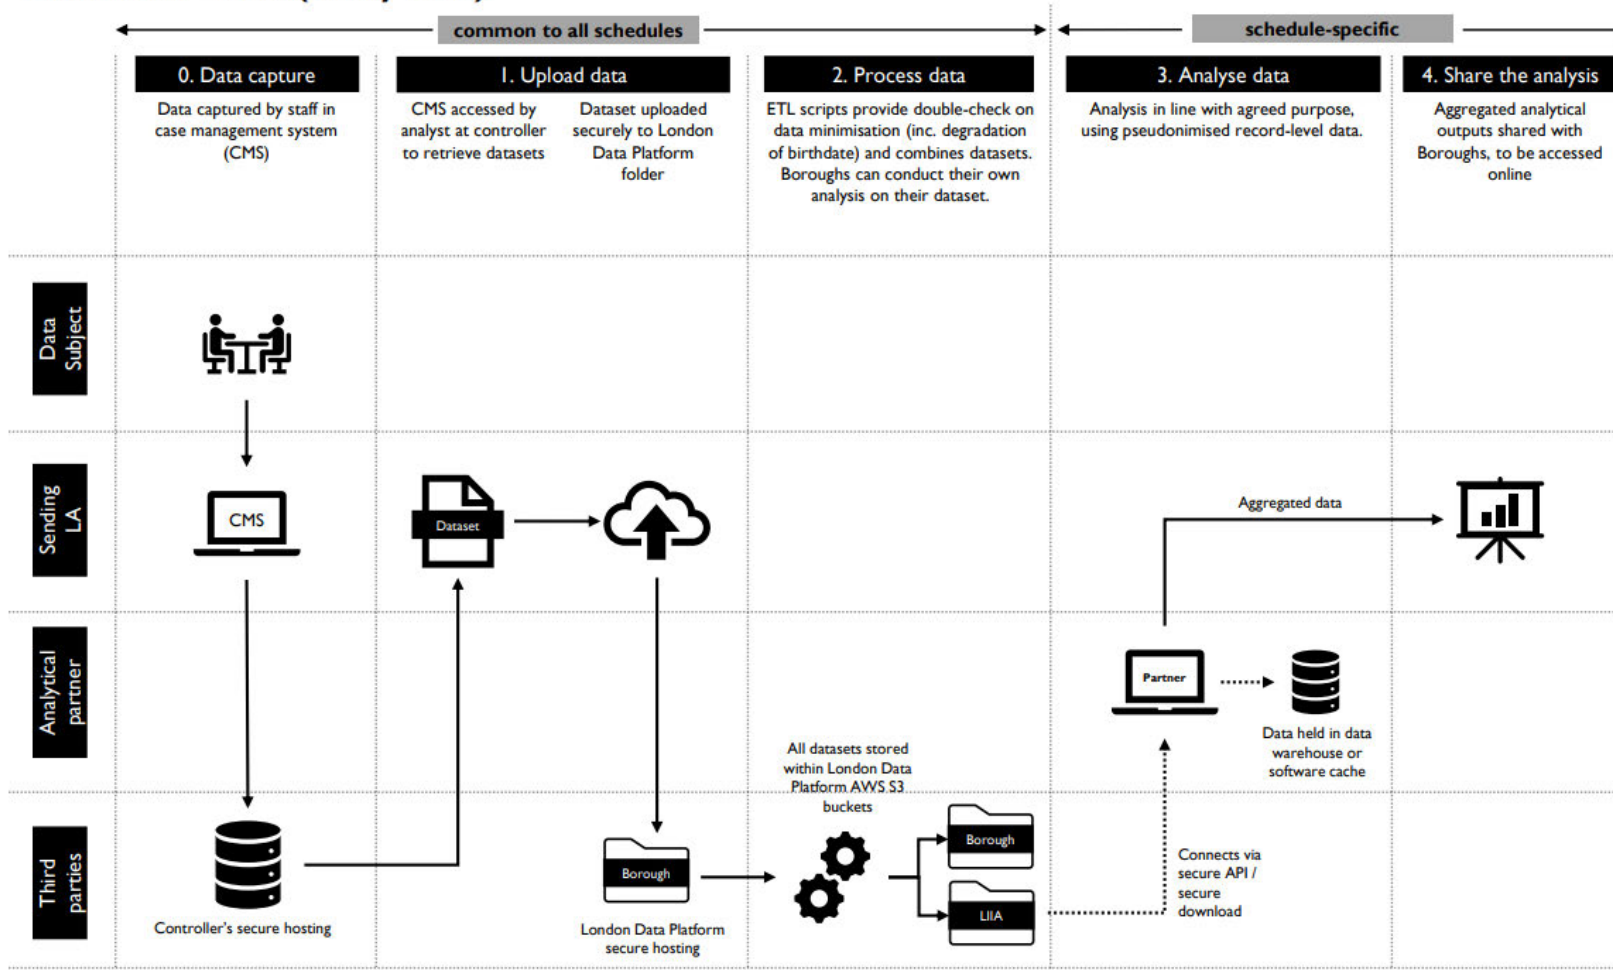 common to all schedules
schedule-specific
0. Data capture
1. Upload data
2. Process data
3. Analyse data
4. Share the analysis
Data captured by staff in
case management system
(CMS)
CMS accessed by
analyst at controller
to retrieve datasets
Dataset uploaded
securely to London
Data Platform
folder
ETL scripts provide double-check on
data minimisation (inc. degradation
of birthdate) and combines datasets.
Boroughs can conduct their own
analysis on their dataset.
Analysis in line with agreed purpose,
using pseudonimised record-level data.
Aggregated analytical
outputs shared with
Boroughs, to be accessed
online
Data
Subject
Sending
LA
CMS
Dataset
Aggregated data
Analytical
partner
Partner
Data held in data
warehouse or
software cache
All datasets stored
within London Data
Platform AWS S3
buckets
Third
parties
Controller's secure hosting
Borough
London Data Platform
secure hosting
Borough
LIIA
Connects via
secure API /
secure
download